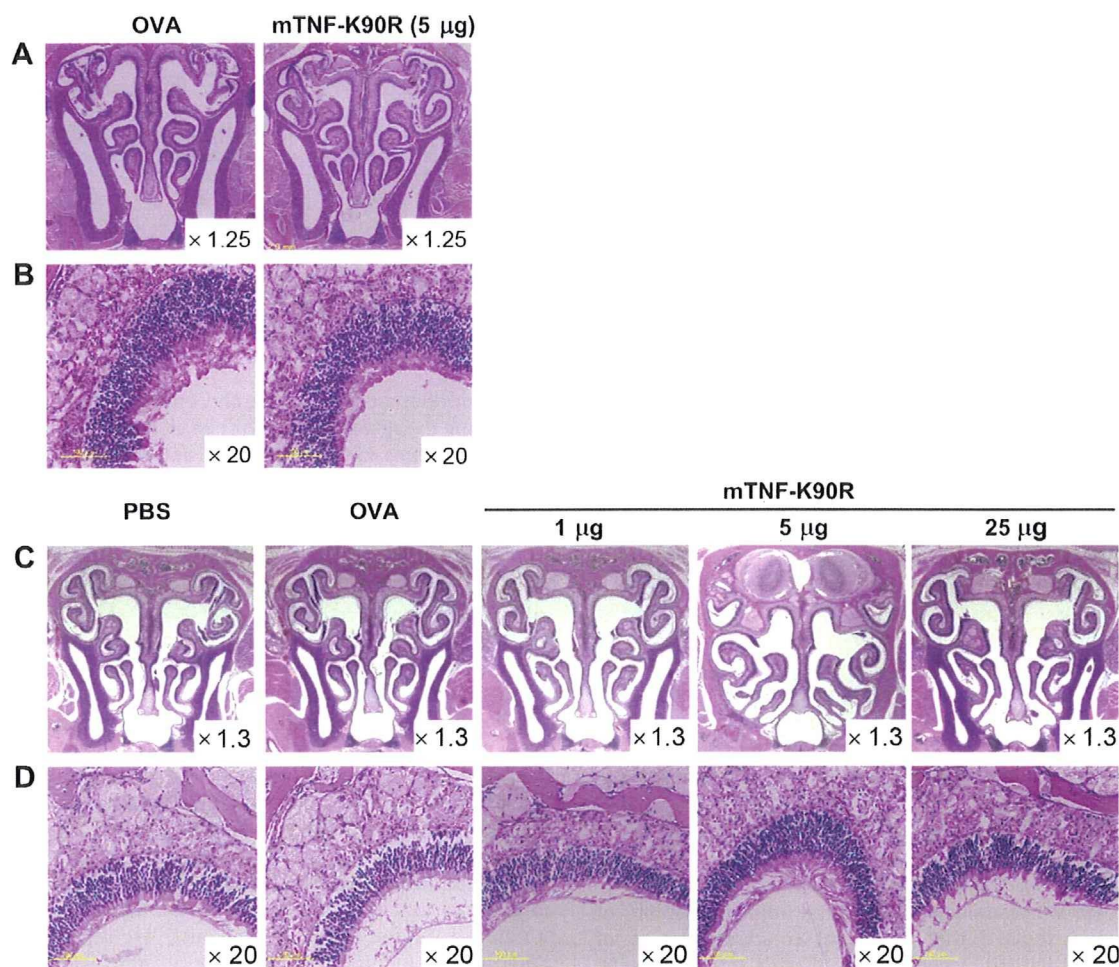 OVA mTNF-K90R (5 µg)
A
× 1.25 × 1.25
B
× 20 × 20
mTNF-K90R
PBS OVA 1 µg 5 µg 25 µg
C
× 1.3 × 1.3 × 1.3 × 1.3 × 1.3
D
× 20 × 20 × 20 × 20 × 20